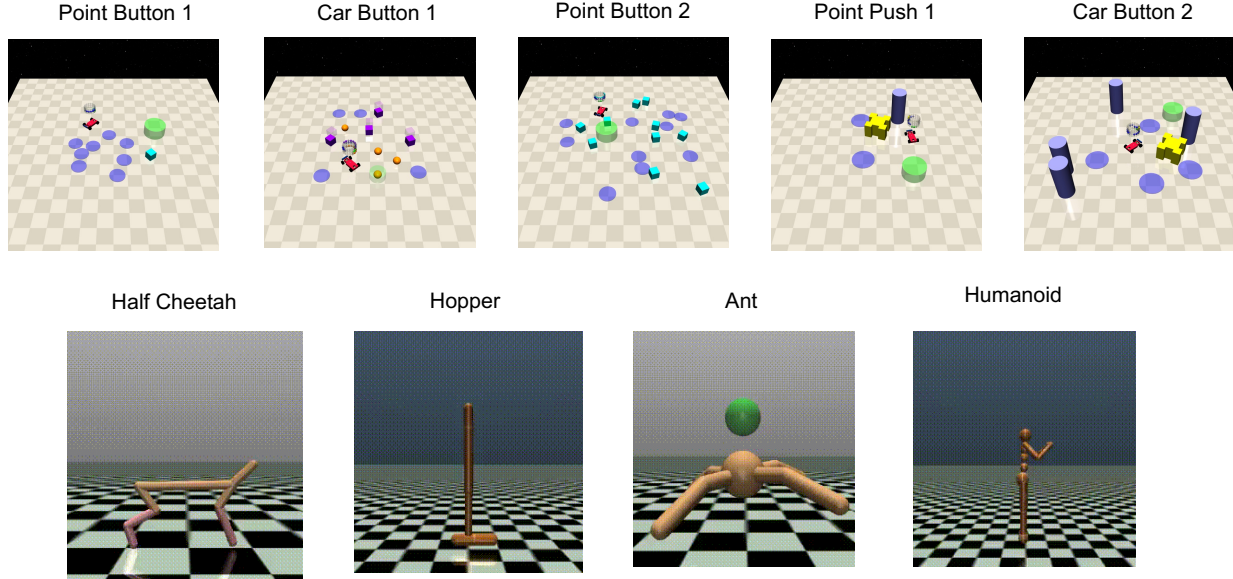 Point Button 1
Car Button 1
Point Button 2
Point Push 1
Car Button 2
Half Cheetah
Hopper
Ant
Humanoid